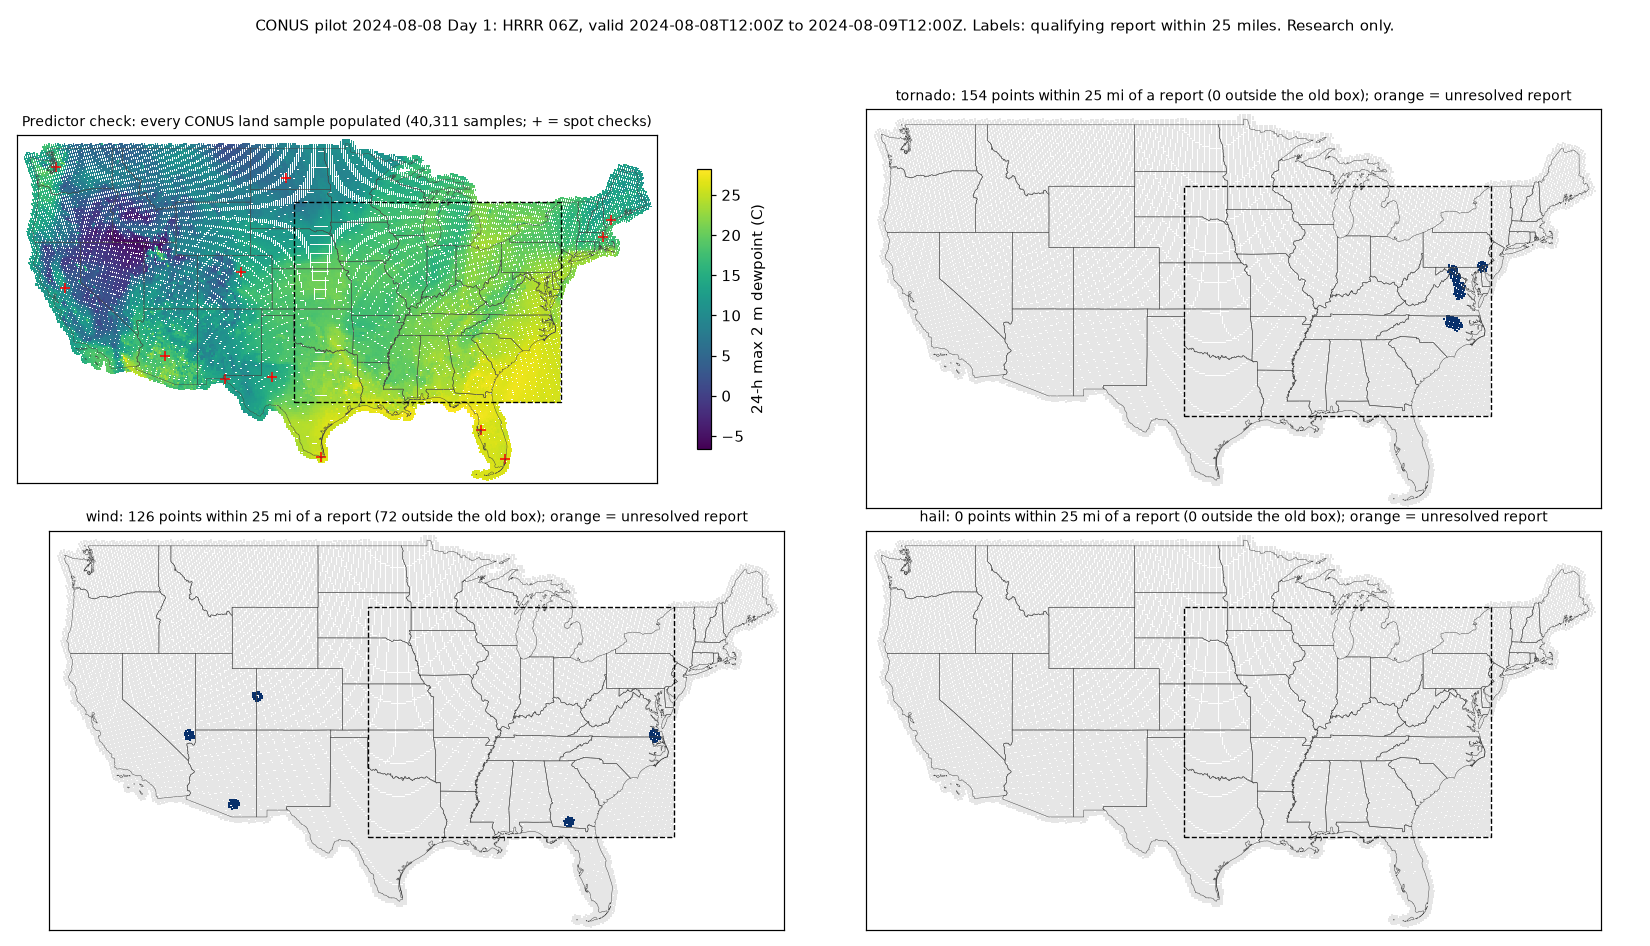 CONUS pilot 2024-08-08 Day 1: HRRR 06Z, valid 2024-08-08T12:00Z to 2024-08-09T12:00Z. Labels: qualifying report within 25 miles. Research only.
Predictor check: every CONUS land sample populated (40,311 samples; + = spot checks)
25
20
15
10
5
0
−5
24-h max 2 m dewpoint (C)
tornado: 154 points within 25 mi of a report (0 outside the old box); orange = unresolved report
wind: 126 points within 25 mi of a report (72 outside the old box); orange = unresolved report
hail: 0 points within 25 mi of a report (0 outside the old box); orange = unresolved report